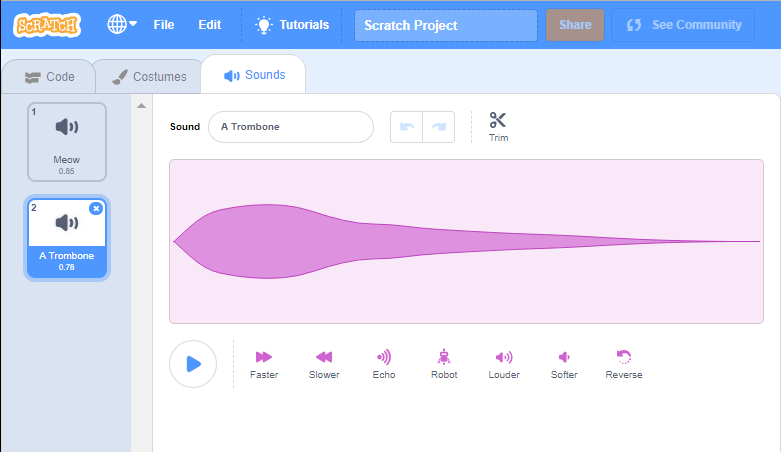 SCRATCH File Edit Tutorials Scratch Project Share See Community
Code Costumes Sounds
1
Meow
0.85
2
A Trombone
0.78
Sound A Trombone Trim
Faster Slower Echo Robot Louder Softer Reverse